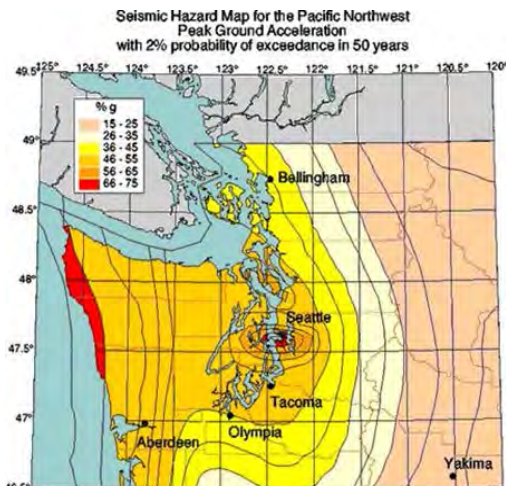 Seismic Hazard Map for the Pacific Northwest
Peak Ground Acceleration
with 2% probability of exceedance in 50 years
125° 124.5° 124° 123.5° 123° 122.5° 122° 121.5° 121° 120.5° 120°
49.5°
% g
15 - 25
26 - 35
36 - 45
46 - 55
56 - 65
66 - 75
49°
Bellingham
48.5°
48°
Seattle
47.5°
Tacoma
47°
Aberdeen
Olympia
Yakima